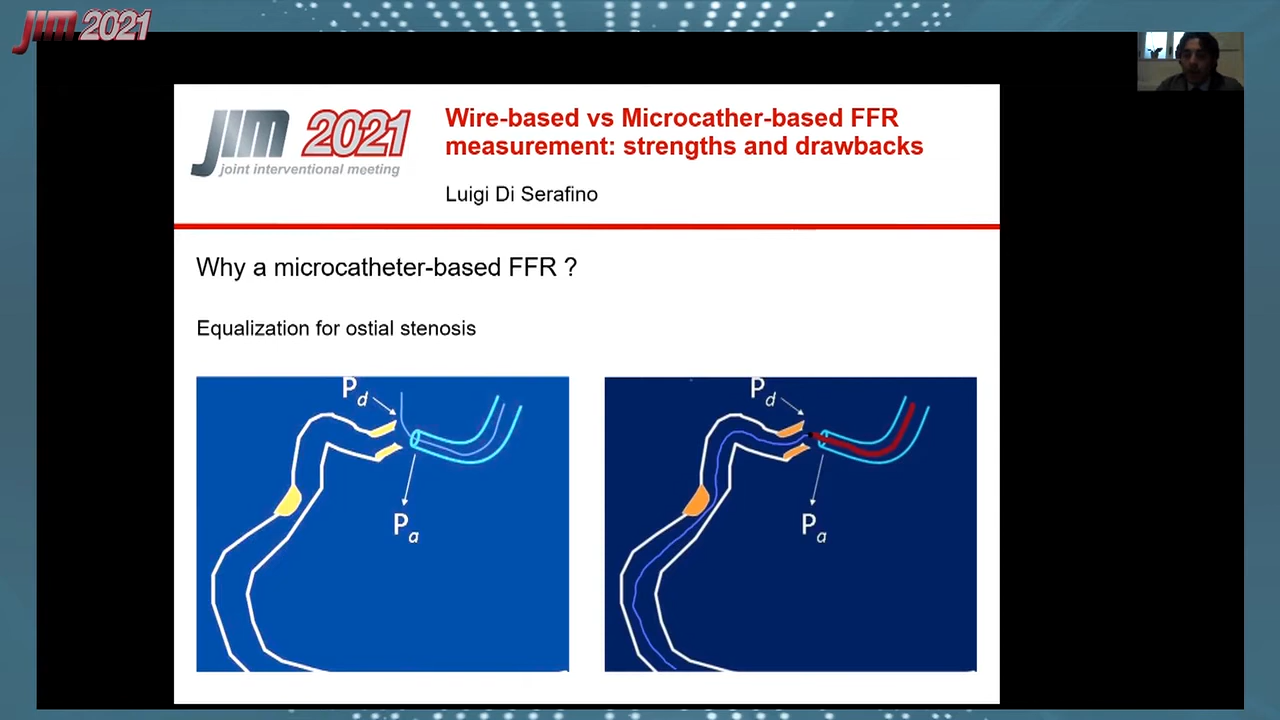 JIM 2021
JIM 2021
joint interventional meeting
Wire-based vs Microcather-based FFR
measurement: strengths and drawbacks
Luigi Di Serafino
Why a microcatheter-based FFR ?
Equalization for ostial stenosis
Pd
Pa
Pd
Pa